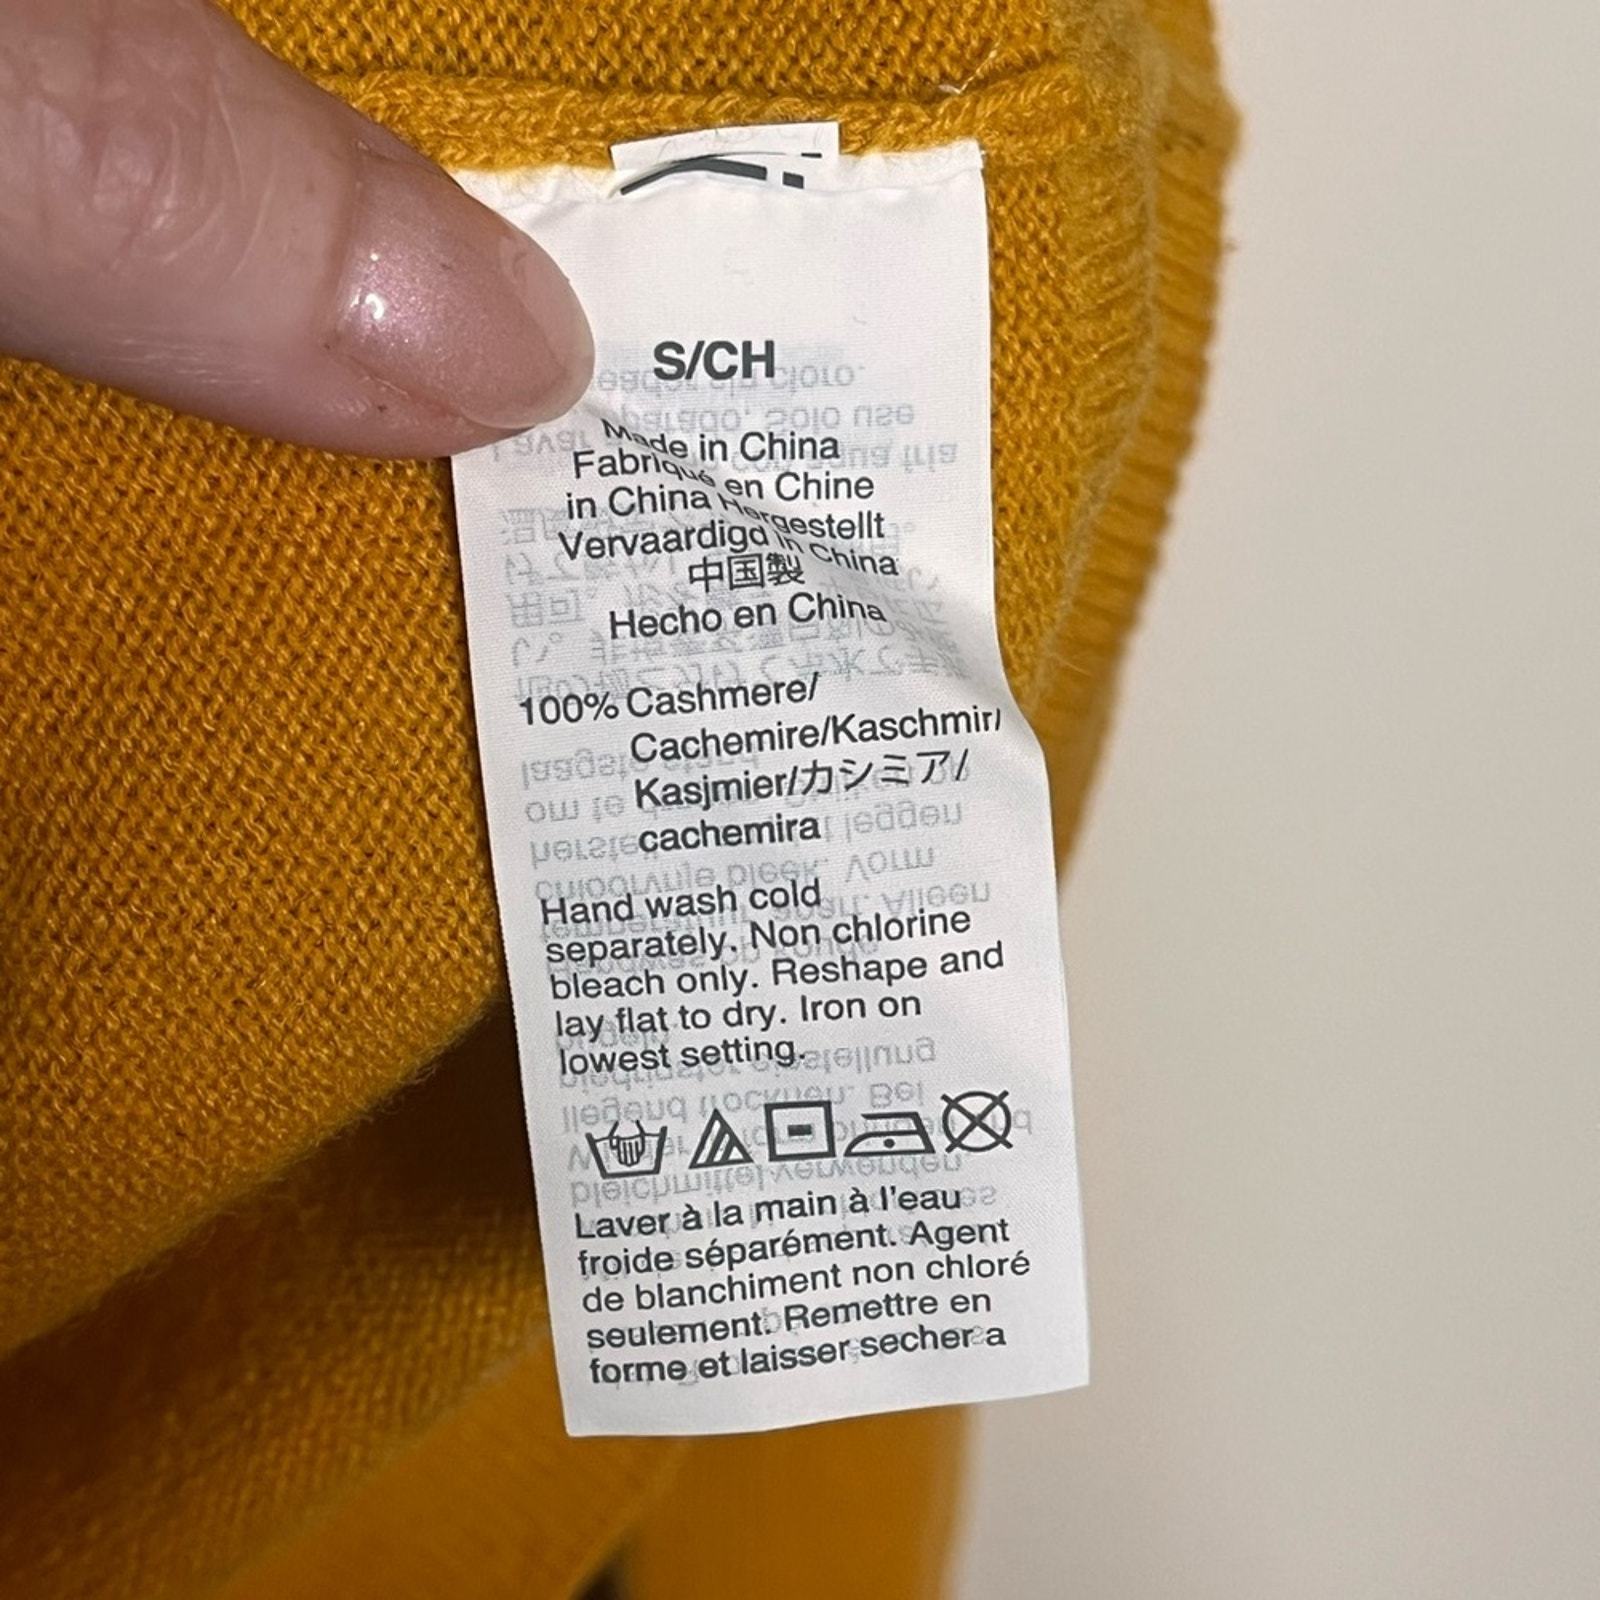 S/CH
Made in China
Fabriqué en Chine
in China Hergestellt
Vervaardigd in China
中国製
Hecho en China
100% Cashmere/
Cachemire/Kaschmir/
Kasjmier/カシミア/
cachemira
Hand wash cold
separately. Non chlorine
bleach only. Reshape and
lay flat to dry. Iron on
lowest setting.
Laver à la main à l'eau
froide séparément. Agent
de blanchiment non chloré
seulement. Remettre en
forme et laisser secher a